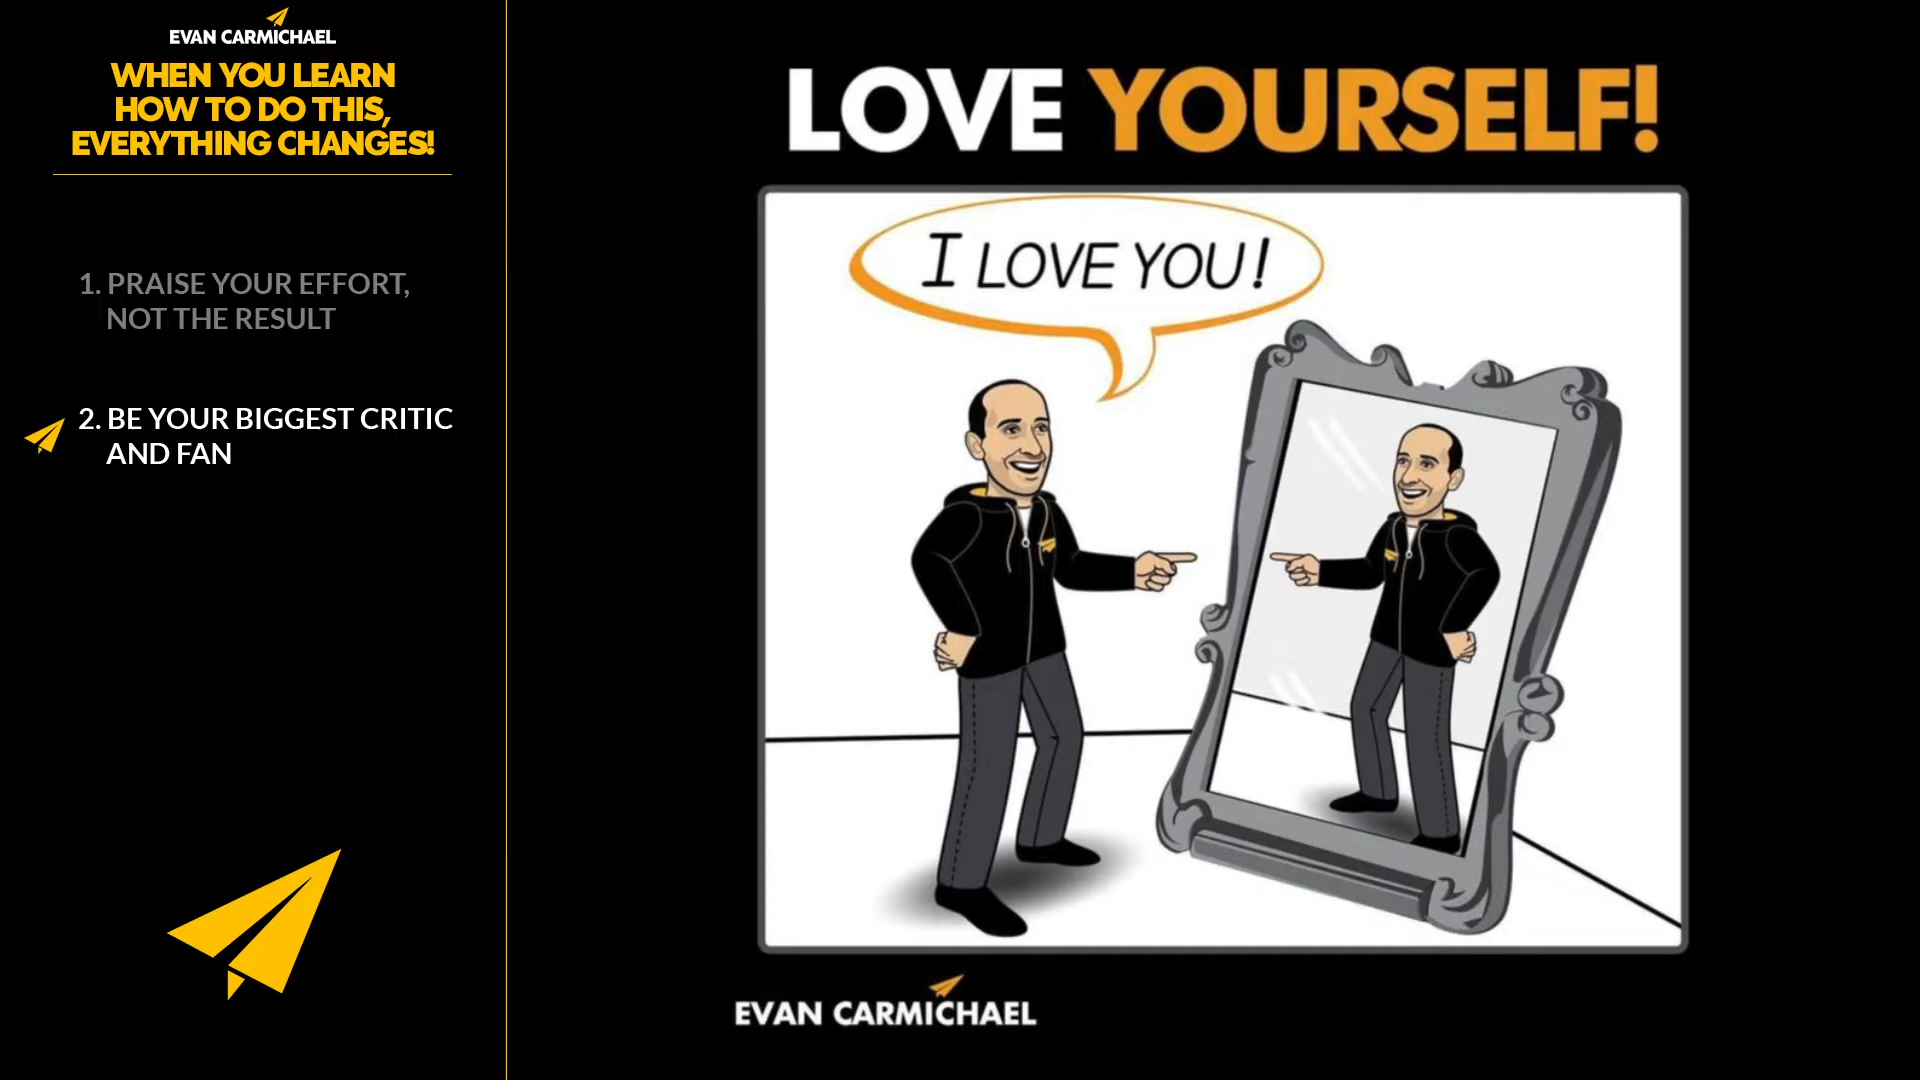 EVAN CARMICHAEL
WHEN YOU LEARN
HOW TO DO THIS,
EVERYTHING CHANGES!
1. PRAISE YOUR EFFORT,
NOT THE RESULT
2. BE YOUR BIGGEST CRITIC
AND FAN
LOVE YOURSELF!
I LOVE YOU!
EVAN CARMICHAEL